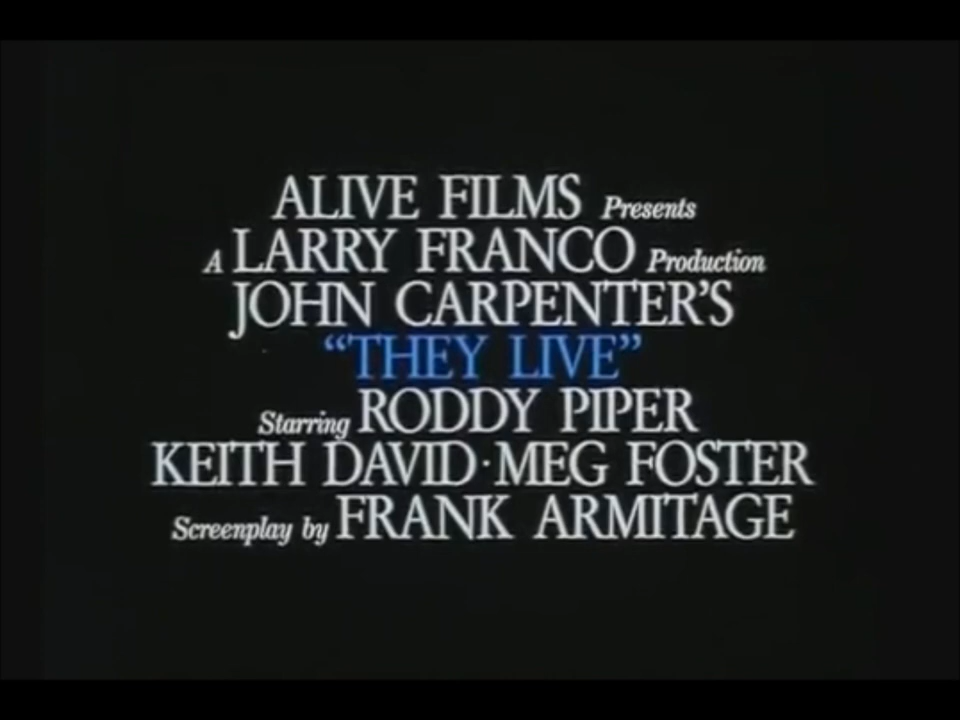 ALIVE FILMS Presents
A LARRY FRANCO Production
JOHN CARPENTER'S
“THEY LIVE”
Starring RODDY PIPER
KEITH DAVID·MEG FOSTER
Screenplay by FRANK ARMITAGE